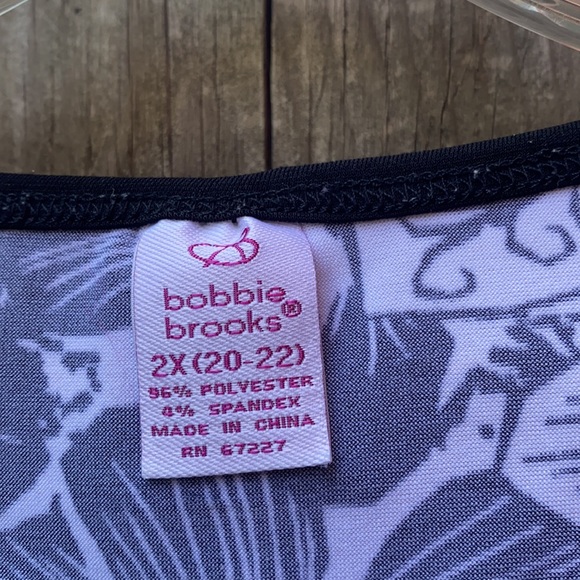 bobbie
brooks®
2X (20-22)
96% POLYESTER
4% SPANDEX
MADE IN CHINA
RN 67227